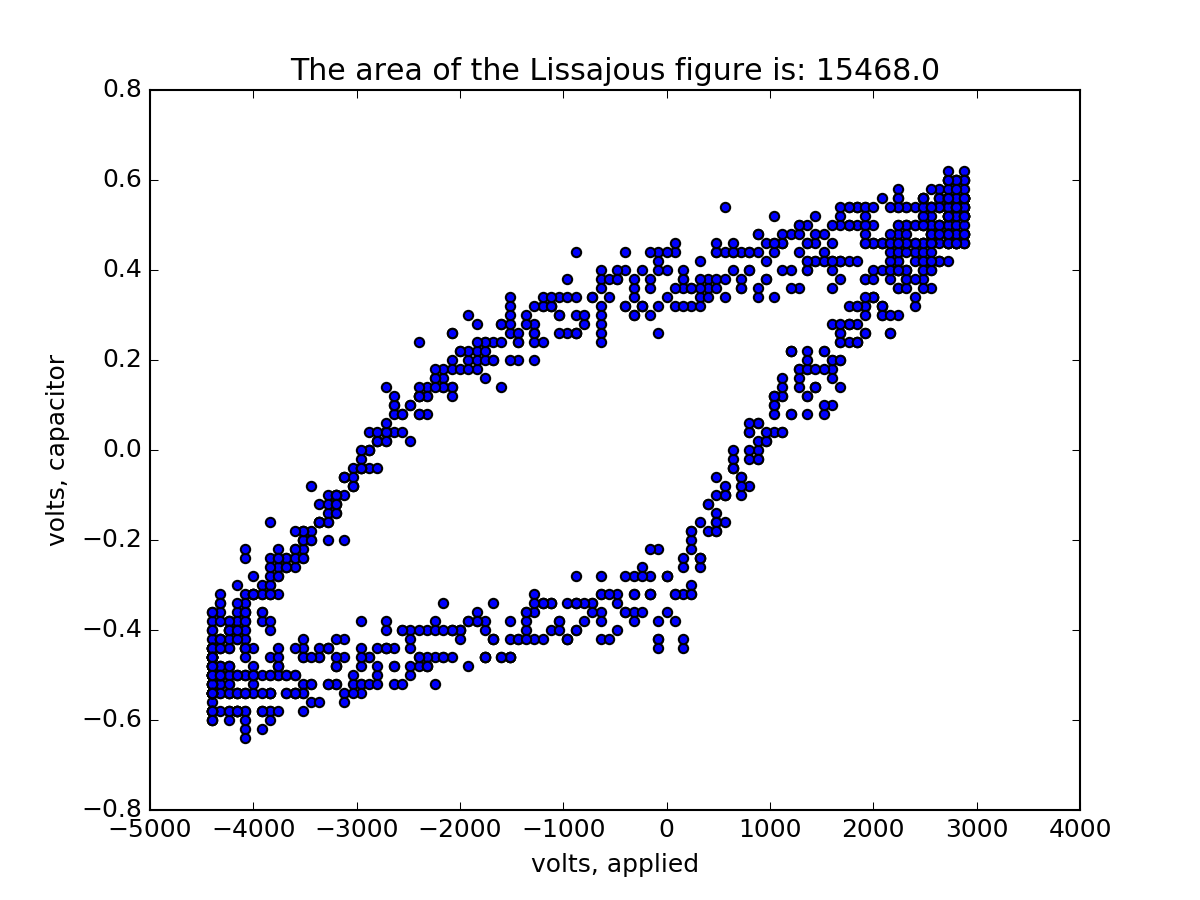 The area of the Lissajous figure is: 15468.0
0.8
0.6
0.4
0.2
0.0
−0.2
−0.4
−0.6
−0.8
volts, capacitor
−5000 −4000 −3000 −2000 −1000 0 1000 2000 3000 4000
volts, applied